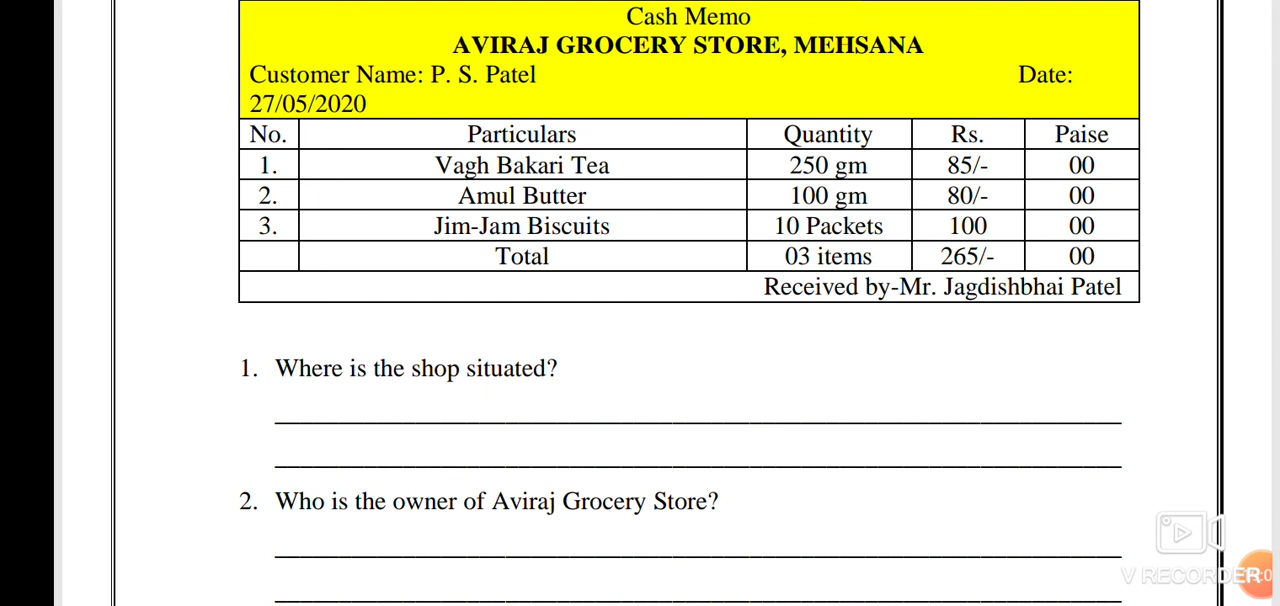 Cash Memo
AVIRAJ GROCERY STORE, MEHSANA
Customer Name: P. S. Patel Date:
27/05/2020
No. Particulars Quantity Rs. Paise
1. Vagh Bakari Tea 250 gm 85/- 00
2. Amul Butter 100 gm 80/- 00
3. Jim-Jam Biscuits 10 Packets 100 00
Total 03 items 265/- 00
Received by-Mr. Jagdishbhai Patel
1. Where is the shop situated?
2. Who is the owner of Aviraj Grocery Store?
V RECORDER